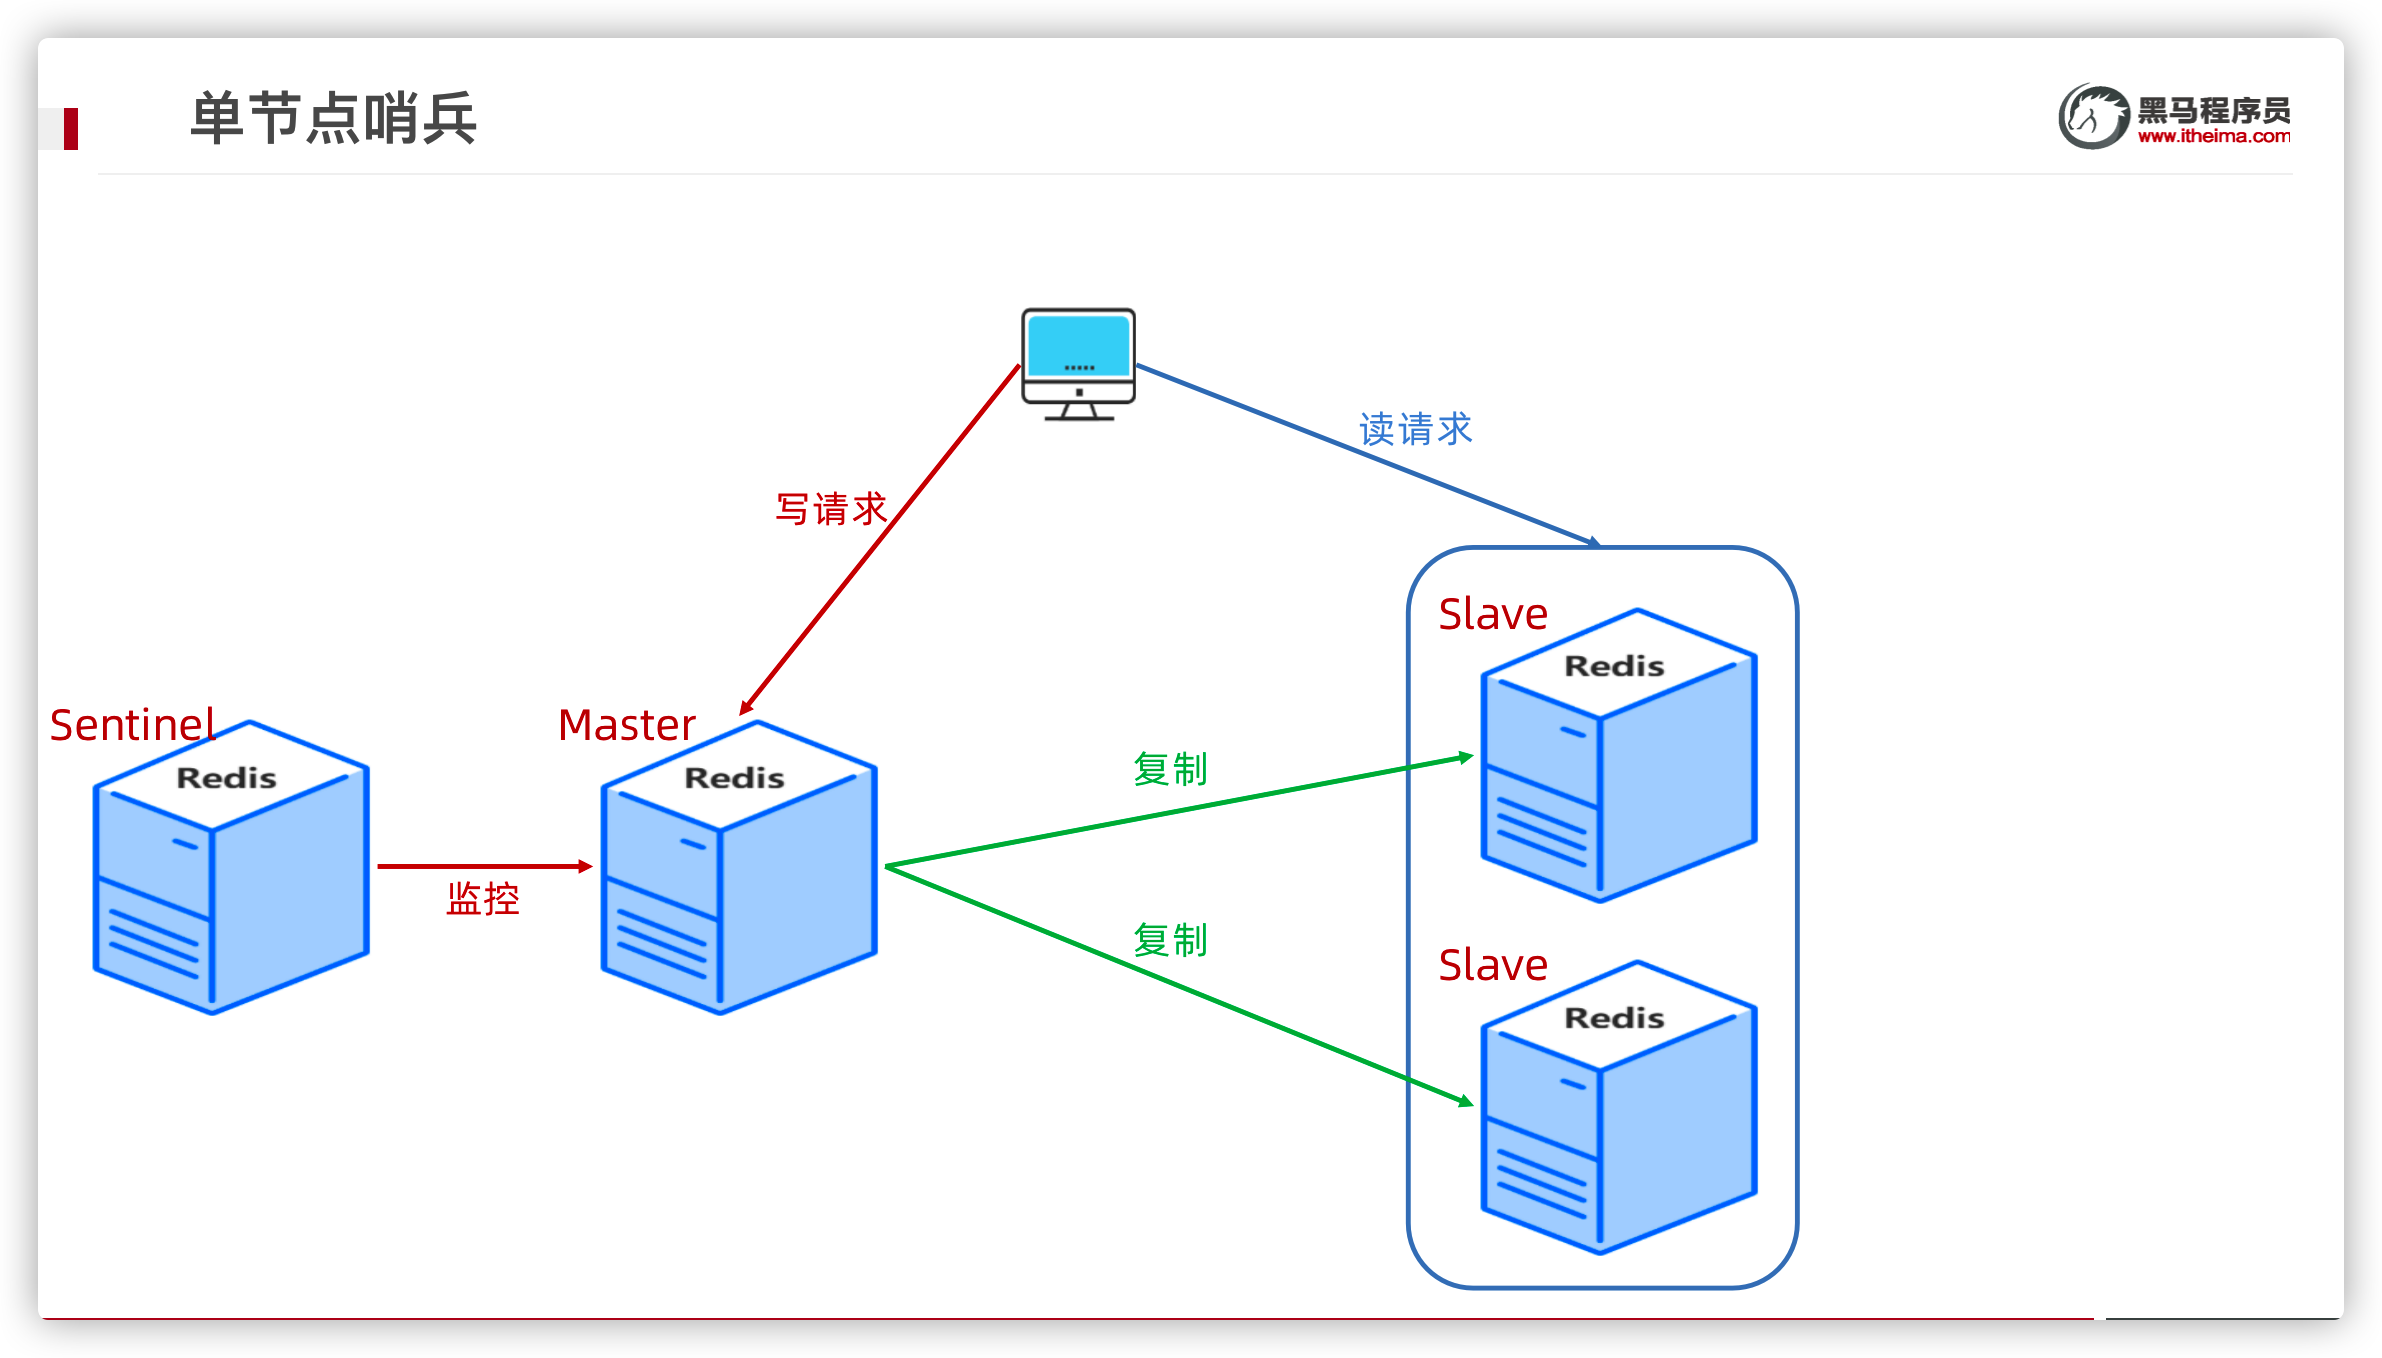 单节点哨兵
黑马程序员
www.itheima.com
读请求
写请求
Slave
Redis
Sentinel
Redis
Master
Redis
复制
监控
复制
Slave
Redis